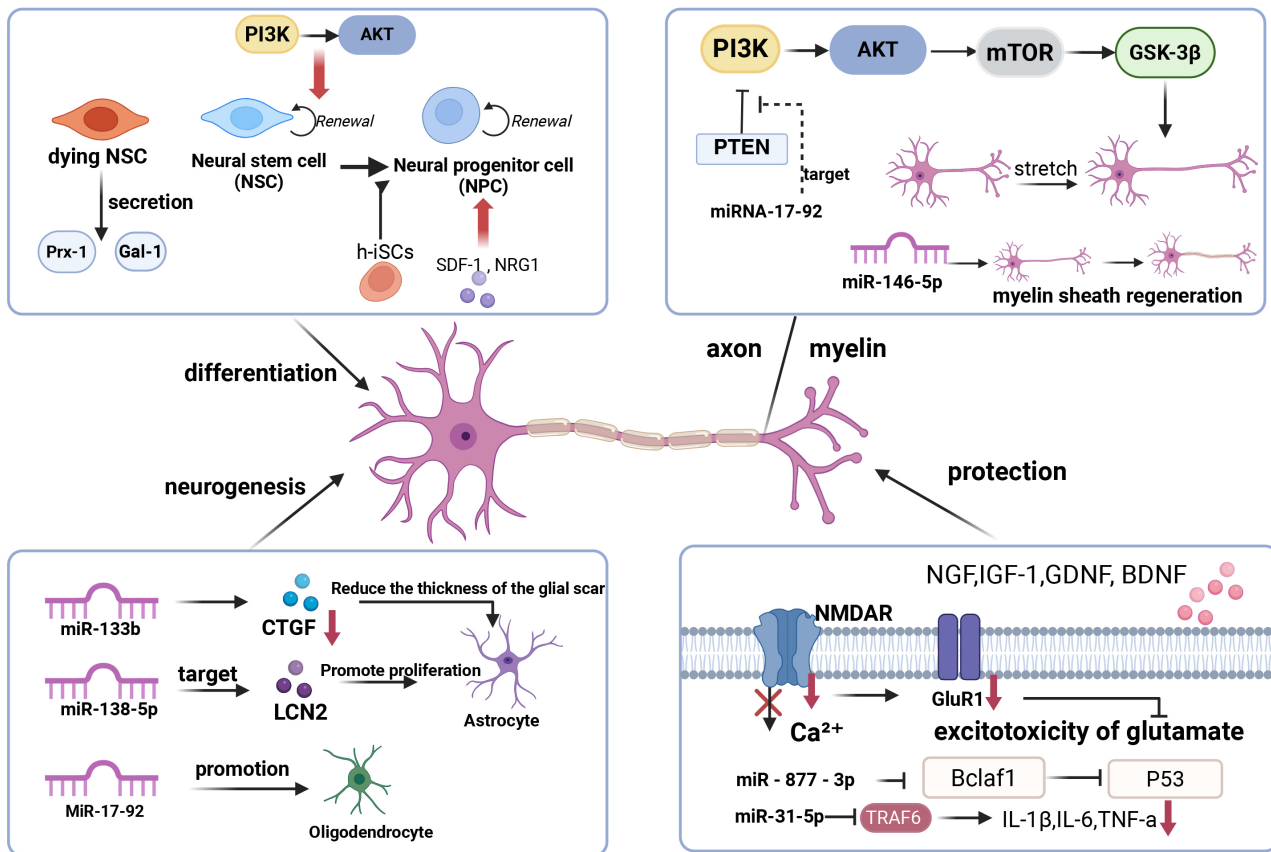 PI3K
AKT
Renewal
Renewal
dying NSC
Neural stem cell
(NSC)
Neural progenitor cell
(NPC)
secretion
Prx-1
Gal-1
h-iSCs
SDF-1 , NRG1
PI3K
AKT
mTOR
GSK-3β
PTEN
target
miRNA-17-92
stretch
miR-146-5p
myelin sheath regeneration
differentiation
axon
myelin
neurogenesis
protection
miR-133b
CTGF
Reduce the thickness of the glial scar
miR-138-5p
target
LCN2
Promote proliferation
Astrocyte
MiR-17-92
promotion
Oligodendrocyte
NGF,IGF-1,GDNF, BDNF
NMDAR
GluR1
Ca²⁺
excitotoxicity of glutamate
miR - 877 - 3p
Bclaf1
P53
miR-31-5p
TRAF6
IL-1β,IL-6,TNF-a